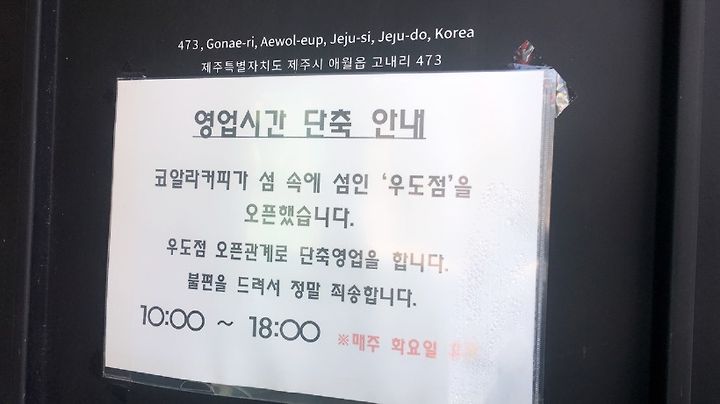 473, Gonae-ri, Aewol-eup, Jeju-si, Jeju-do, Korea
제주특별자치도 제주시 애월읍 고내리 473
영업시간 단축 안내
코알라커피가 섬 속에 섬인 '우도점'을
오픈했습니다.
우도점 오픈관계로 단축영업을 합니다.
불편을 드려서 정말 죄송합니다.
10:00 ~ 18:00
※매주 화요일